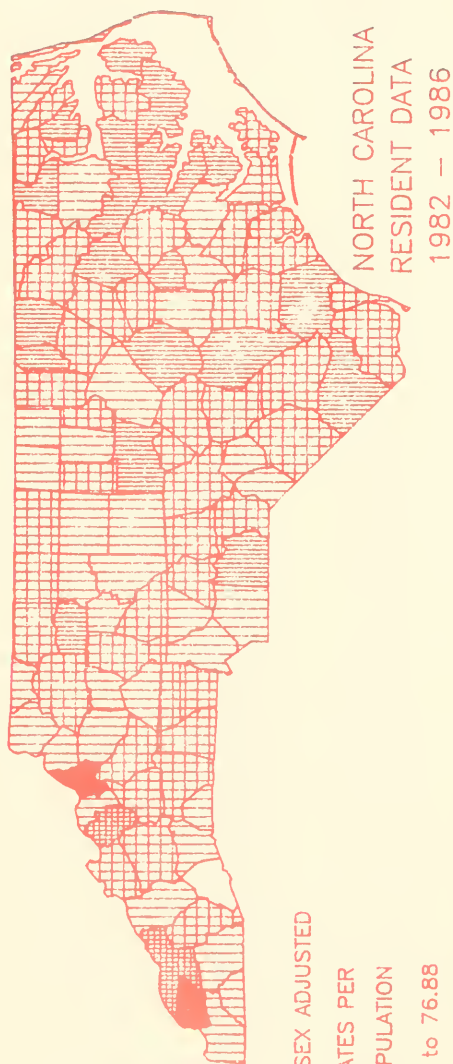 NORTH CAROLINA
RESIDENT DATA
1982 – 1986
SEX ADJUSTED
ATES PER
PULATION
to 76.88